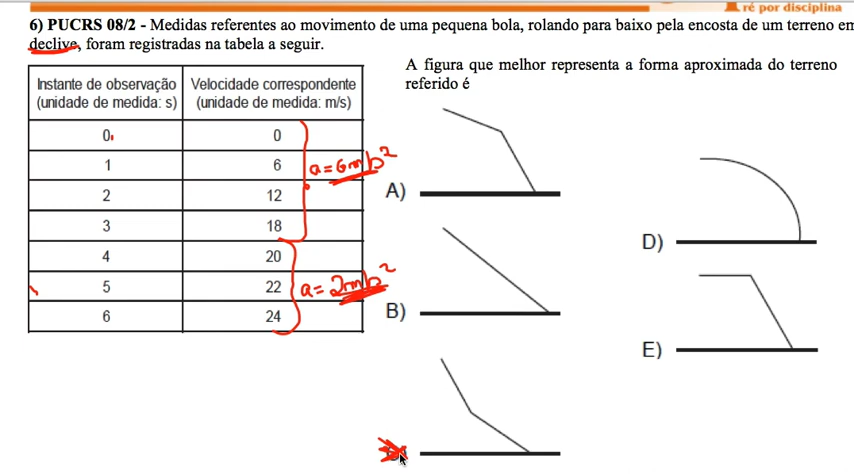 ré por disciplina
6) PUCRS 08/2 - Medidas referentes ao movimento de uma pequena bola, rolando para baixo pela encosta de um terreno em
declive, foram registradas na tabela a seguir.
A figura que melhor representa a forma aproximada do terreno
referido é
Instante de observação Velocidade correspondente
(unidade de medida: s) (unidade de medida: m/s)
0 0
1 6
2 12
3 18
4 20
5 22
6 24
a = 6m/s²
a = 2m/s²
A)
B)
D)
E)